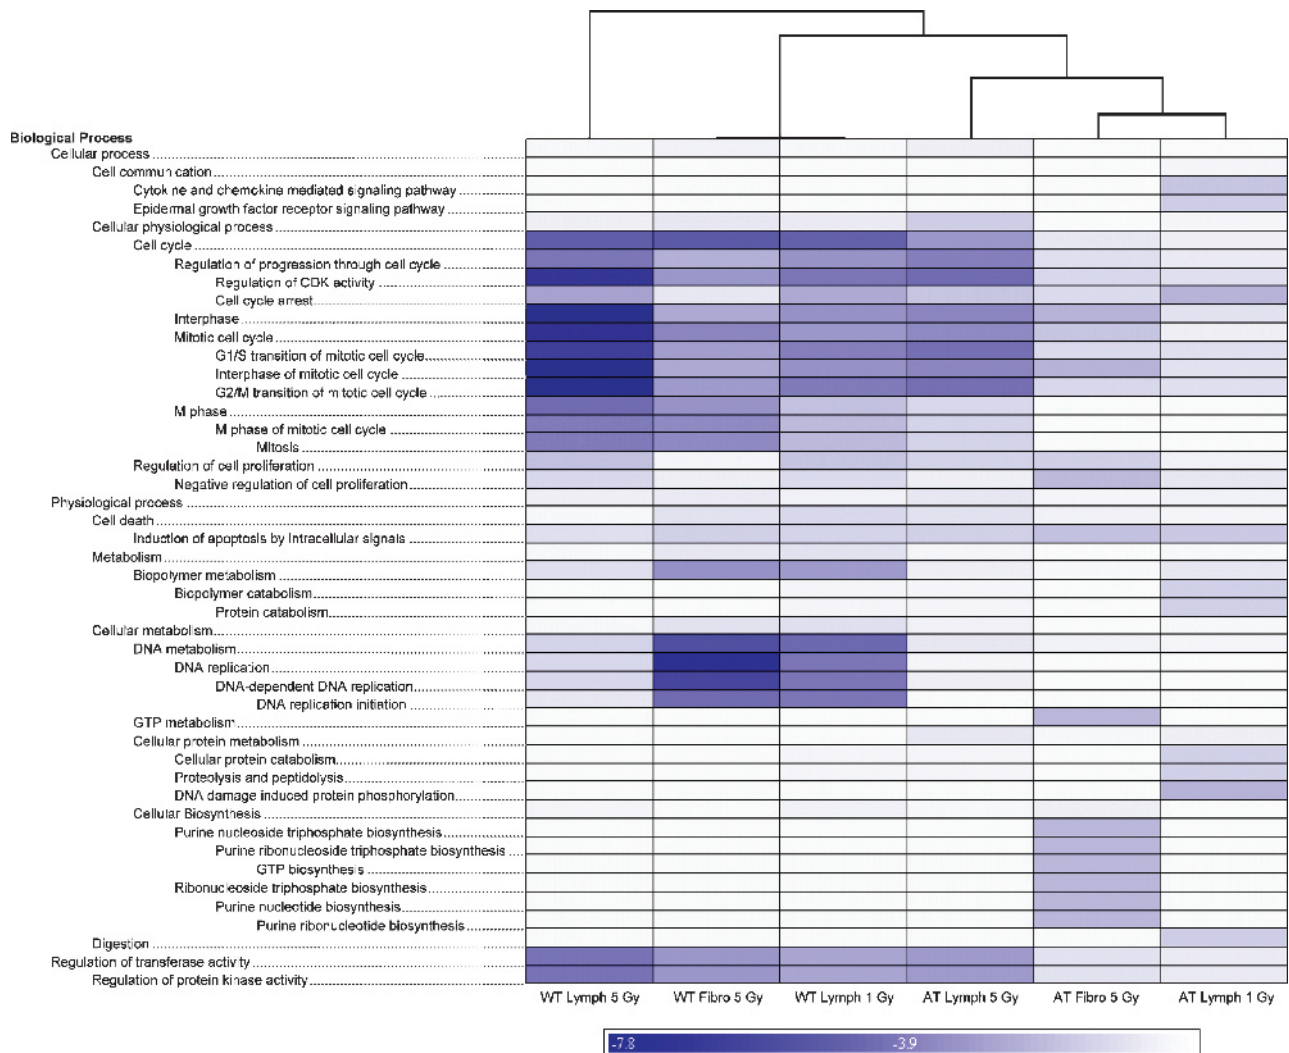 Biological Process
Cellular process
Cell communication
Cytokine and chemokine mediated signaling pathway
Epidermal growth factor receptor signaling pathway
Cellular physiological process
Cell cycle
Regulation of progression through cell cycle
Regulation of CDK activity
Cell cycle arrest
Interphase
Mitotic cell cycle
G1/S transition of mitotic cell cycle
Interphase of mitotic cell cycle
G2/M transition of mitotic cell cycle
M phase
M phase of mitotic cell cycle
Mitosis
Regulation of cell proliferation
Negative regulation of cell proliferation
Physiological process
Cell death
Induction of apoptosis by intracellular signals
Metabolism
Biopolymer metabolism
Biopolymer catabolism
Protein catabolism
Cellular metabolism
DNA metabolism
DNA replication
DNA-dependent DNA replication
DNA replication initiation
GTP metabolism
Cellular protein metabolism
Cellular protein catabolism
Proteolysis and peptidolysis
DNA damage induced protein phosphorylation
Cellular Biosynthesis
Purine nucleoside triphosphate biosynthesis
Purine ribonucleoside triphosphate biosynthesis
GTP biosynthesis
Ribonucleoside triphosphate biosynthesis
Purine nucleotide biosynthesis
Purine ribonucleotide biosynthesis
Digestion
Regulation of transferase activity
Regulation of protein kinase activity
WT Lymph 5 Gy WT Fibro 5 Gy WT Lymph 1 Gy AT Lymph 5 Gy AT Fibro 5 Gy AT Lymph 1 Gy
-7.8 -3.9